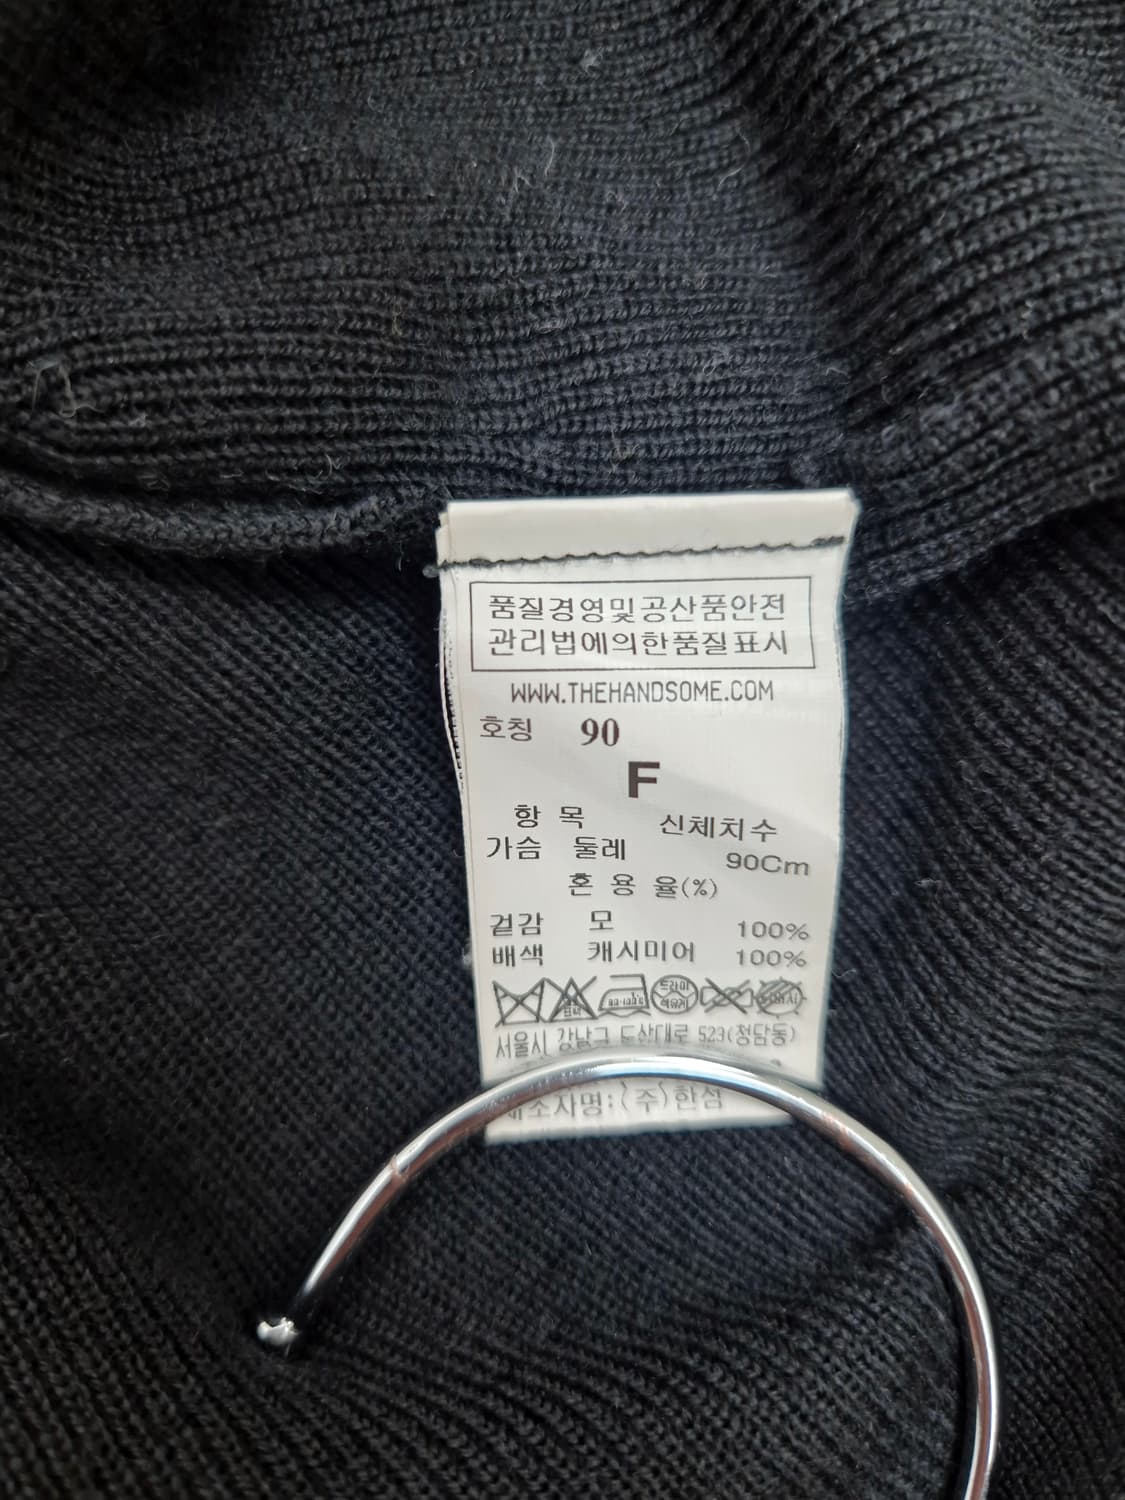 품질경영및공산품안전
관리법에의한품질표시
WWW.THEHANDSOME.COM
호칭 90
F
항 목 신체치수
가슴 둘레 90Cm
혼 용 율(%)
겉감 모 100%
배색 캐시미어 100%
드라이
서울시 강남구 도산대로 523(청담동)
제조자명:(주)한섬